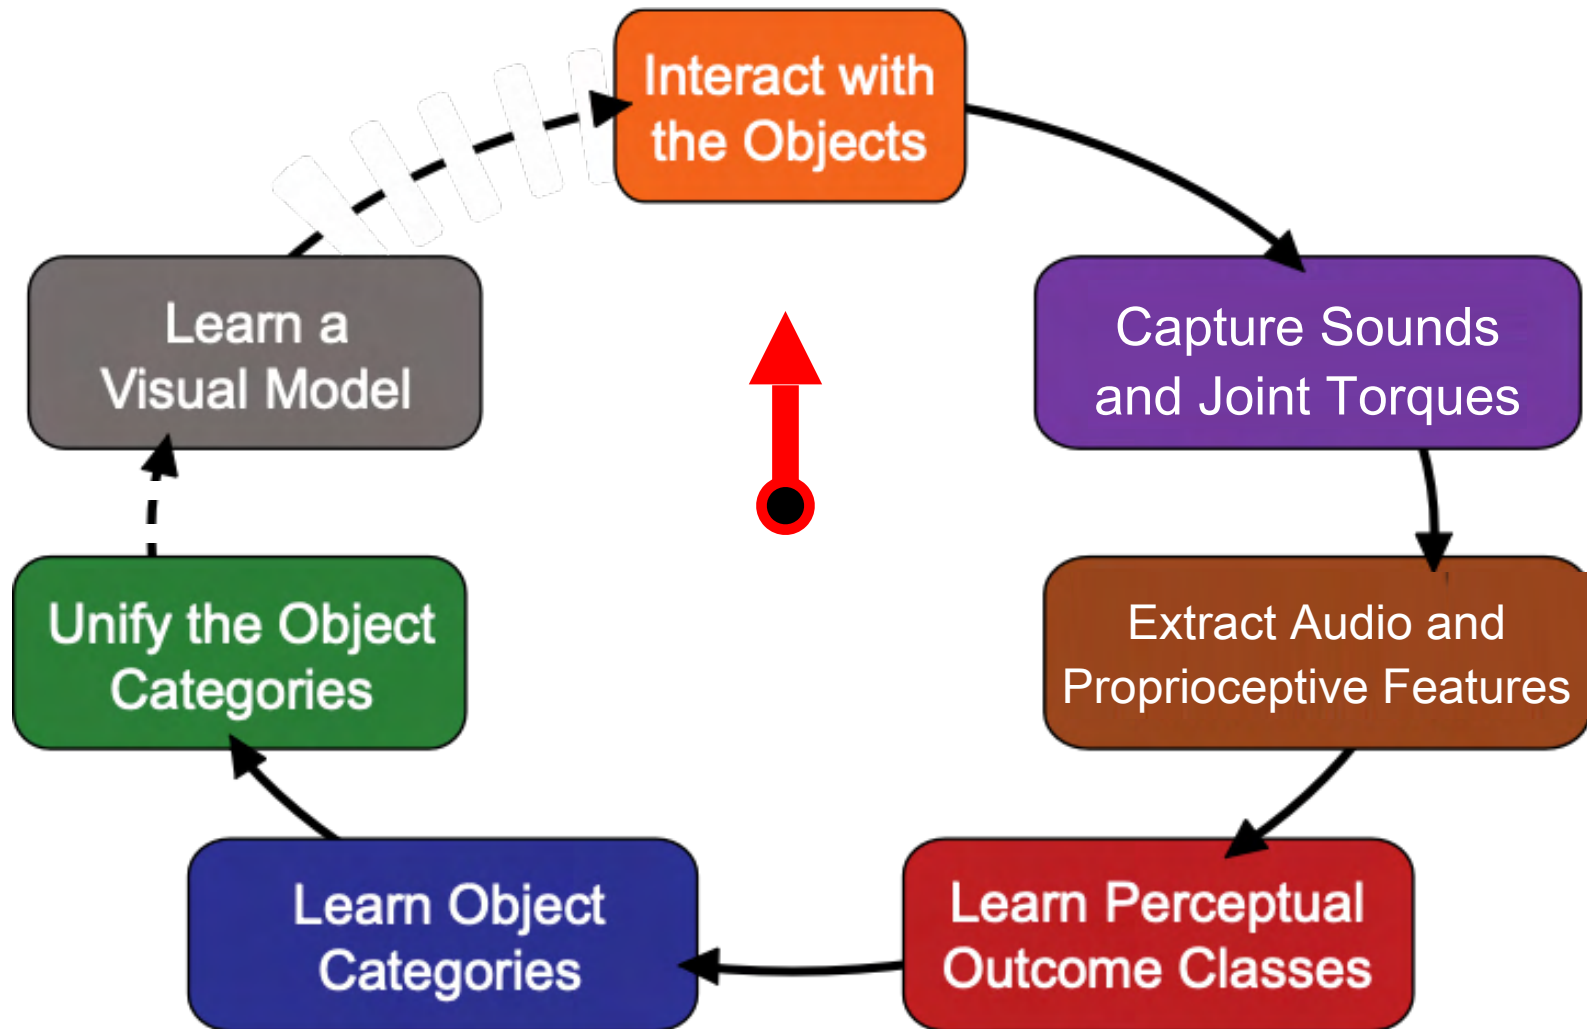 Interact with
the Objects
Capture Sounds
and Joint Torques
Extract Audio and
Proprioceptive Features
Learn Perceptual
Outcome Classes
Learn Object
Categories
Unify the Object
Categories
Learn a
Visual Model